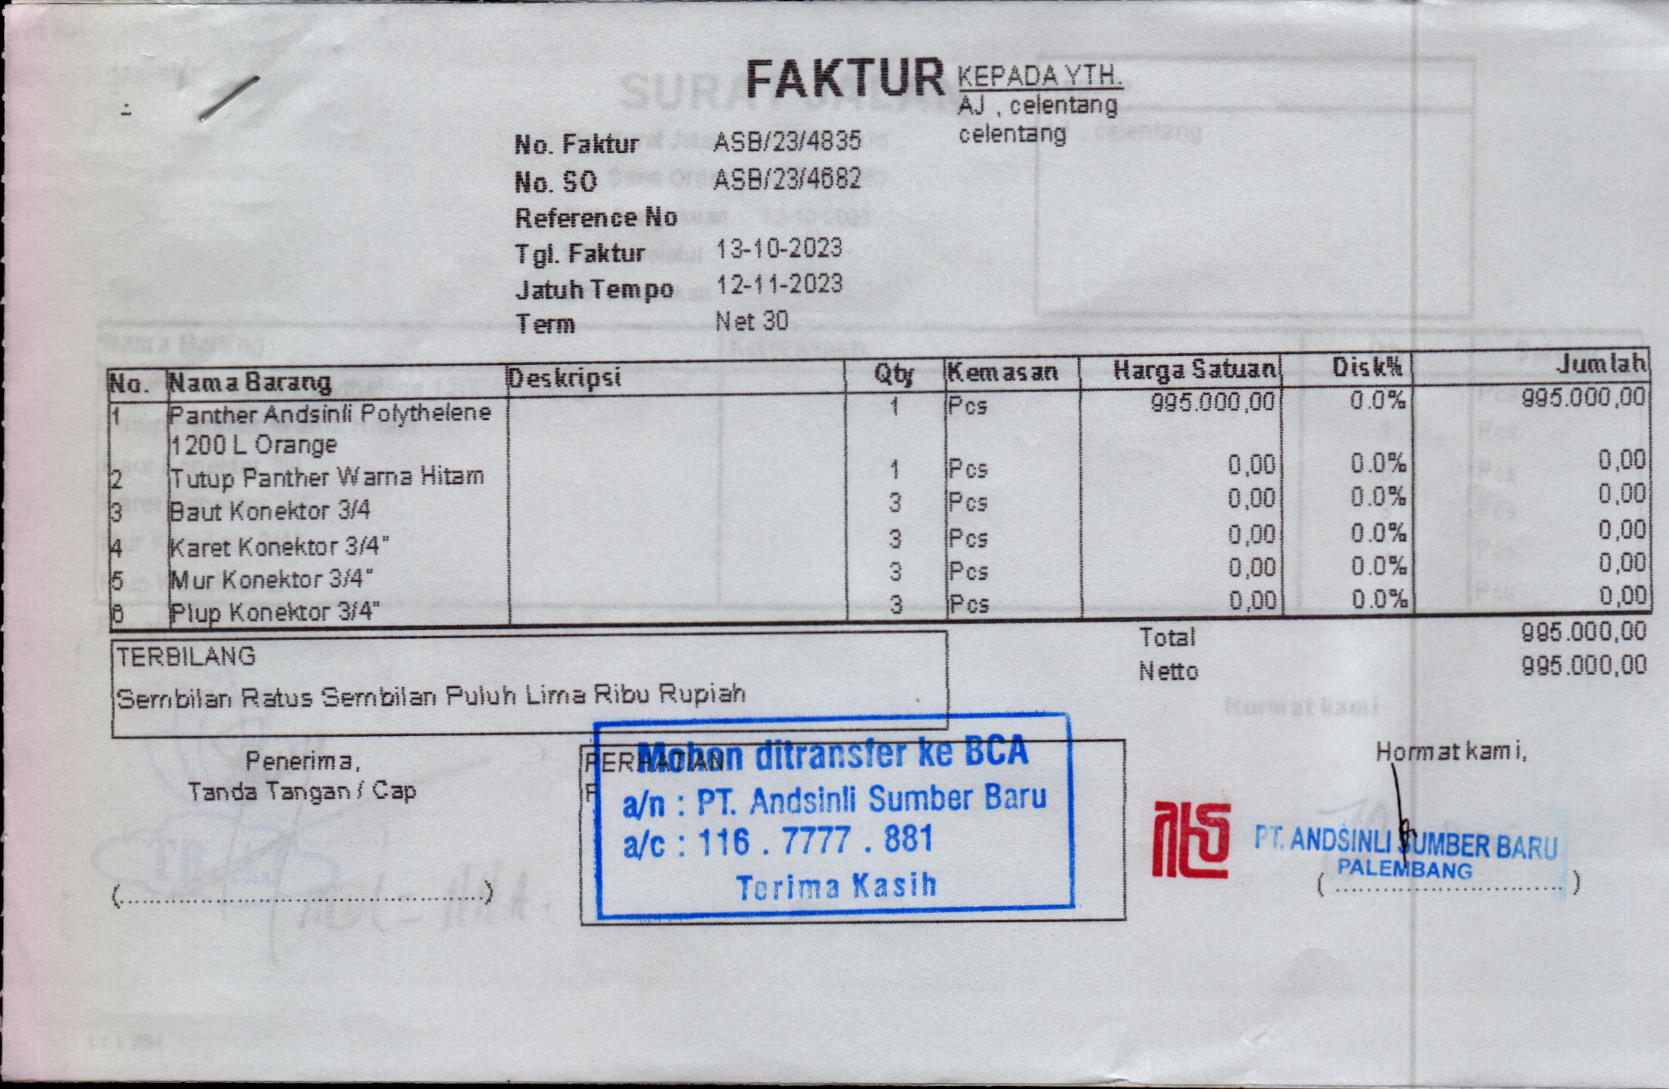 FAKTUR
KEPADA YTH.
AJ , celentang
celentang
No. Faktur ASB/23/4835
No. SO ASB/23/4682
Reference No
Tgl. Faktur 13-10-2023
Jatuh Tempo 12-11-2023
Term Net 30
No. Nama Barang Deskripsi Qty Kemasan Harga Satuan Disk% Jumlah
1 Panther Andsinli Polythelene 1 Pcs 995.000,00 0.0% 995.000,00
1200 L Orange
2 Tutup Panther Warna Hitam 1 Pcs 0,00 0.0% 0,00
3 Baut Konektor 3/4 3 Pcs 0,00 0.0% 0,00
4 Karet Konektor 3/4" 3 Pcs 0,00 0.0% 0,00
5 Mur Konektor 3/4" 3 Pcs 0,00 0.0% 0,00
6 Plup Konektor 3/4" 3 Pcs 0,00 0.0% 0,00
Total 995.000,00
Netto 995.000,00
TERBILANG
Sembilan Ratus Sembilan Puluh Lima Ribu Rupiah
Penerima,
Tanda Tangan / Cap
(........................................)
PERHATIAN
Mohon ditransfer ke BCA
a/n : PT. Andsinli Sumber Baru
a/c : 116 . 7777 . 881
Terima Kasih
Hormat kami,
PT. ANDSINLI SUMBER BARU
PALEMBANG
(..............................)